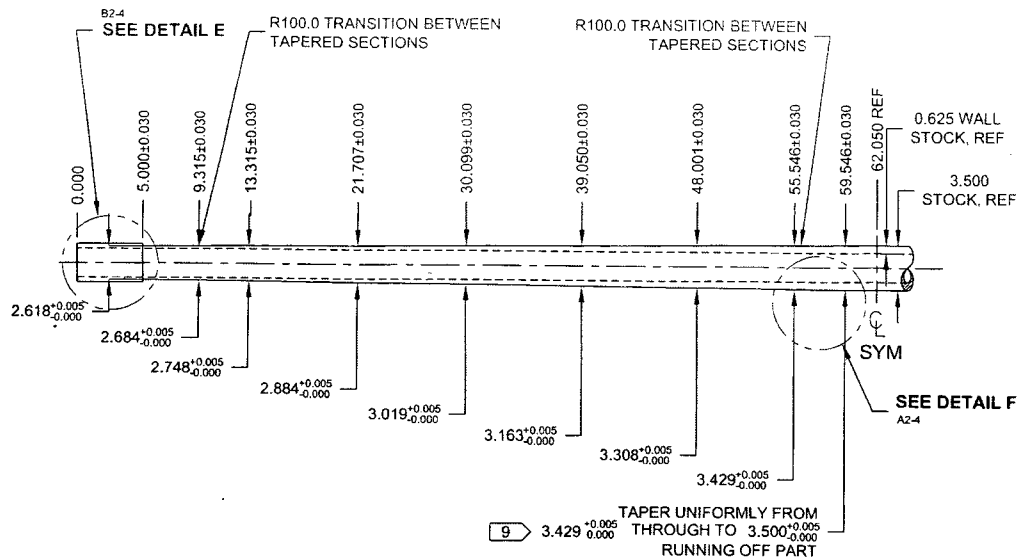 B2-4
SEE DETAIL E
R100.0 TRANSITION BETWEEN
TAPERED SECTIONS
R100.0 TRANSITION BETWEEN
TAPERED SECTIONS
0.000
5.000±0.030
9.315±0.030
13.315±0.030
21.707±0.030
30.099±0.030
39.050±0.030
48.001±0.030
55.546±0.030
59.546±0.030
62.050 REF
0.625 WALL
STOCK, REF
3.500
STOCK, REF
2.618 +0.005 -0.000
2.684 +0.005 -0.000
2.748 +0.005 -0.000
2.884 +0.005 -0.000
3.019 +0.005 -0.000
3.163 +0.005 -0.000
3.308 +0.005 -0.000
3.429 +0.005 -0.000
CL
SYM
SEE DETAIL F
A2-4
TAPER UNIFORMLY FROM
9 3.429 +0.005 0.000 THROUGH TO 3.500 +0.005 -0.000
RUNNING OFF PART